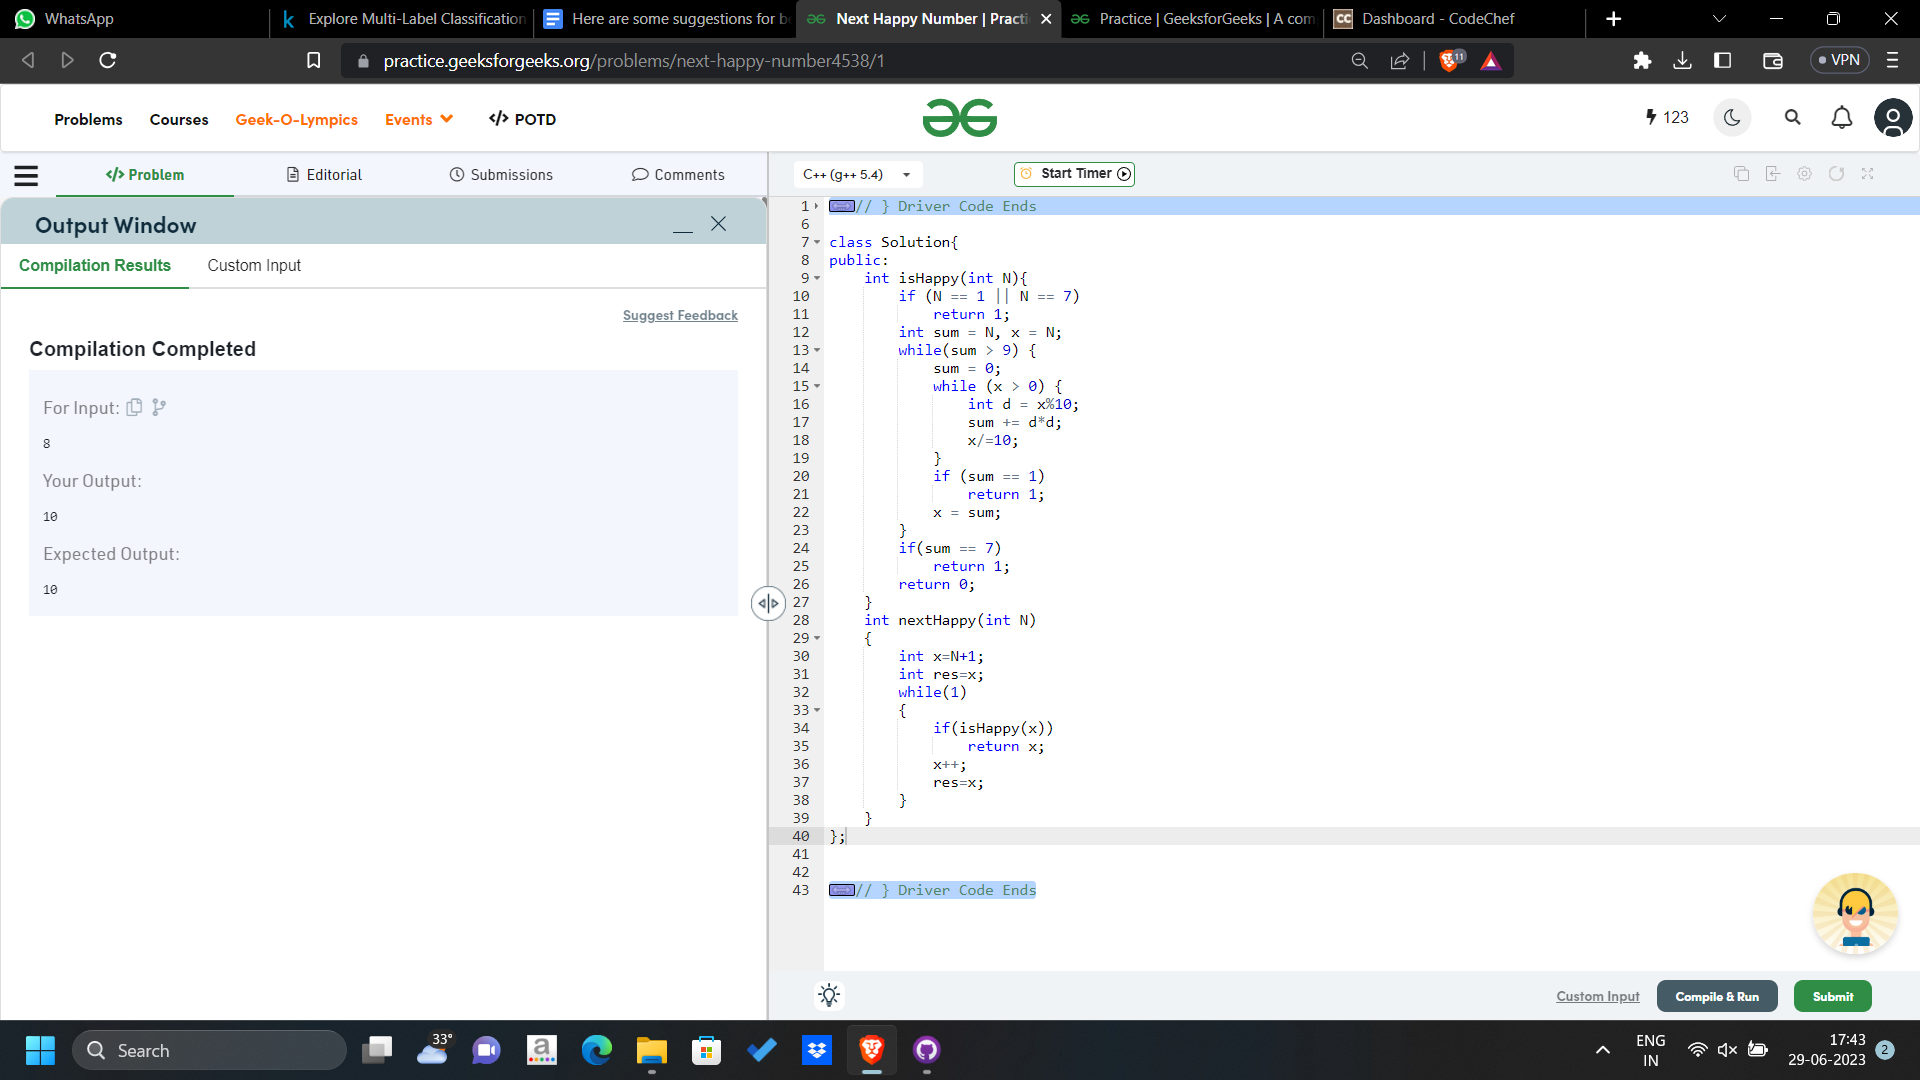 WhatsApp
Explore Multi-Label Classification
Here are some suggestions for be
Next Happy Number | Practi
Practice | GeeksforGeeks | A com
CC Dashboard - CodeChef
practice.geeksforgeeks.org/problems/next-happy-number4538/1
11
VPN
Problems Courses Geek-O-Lympics Events </> POTD
123
</> Problem Editorial Submissions Comments
C++ (g++ 5.4) Start Timer
Output Window
Compilation Results Custom Input
Suggest Feedback
Compilation Completed
For Input:
8
Your Output:
10
Expected Output:
10
1 // } Driver Code Ends
6
7 class Solution{
8 public:
9 int isHappy(int N){
10 if (N == 1 || N == 7)
11 return 1;
12 int sum = N, x = N;
13 while(sum > 9) {
14 sum = 0;
15 while (x > 0) {
16 int d = x%10;
17 sum += d*d;
18 x/=10;
19 }
20 if (sum == 1)
21 return 1;
22 x = sum;
23 }
24 if(sum == 7)
25 return 1;
26 return 0;
27 }
28 int nextHappy(int N)
29 {
30 int x=N+1;
31 int res=x;
32 while(1)
33 {
34 if(isHappy(x))
35 return x;
36 x++;
37 res=x;
38 }
39 }
40 };
41
42
43 // } Driver Code Ends
Custom Input Compile & Run Submit
Search
33°
a
ENG
IN
17:43
29-06-2023
2